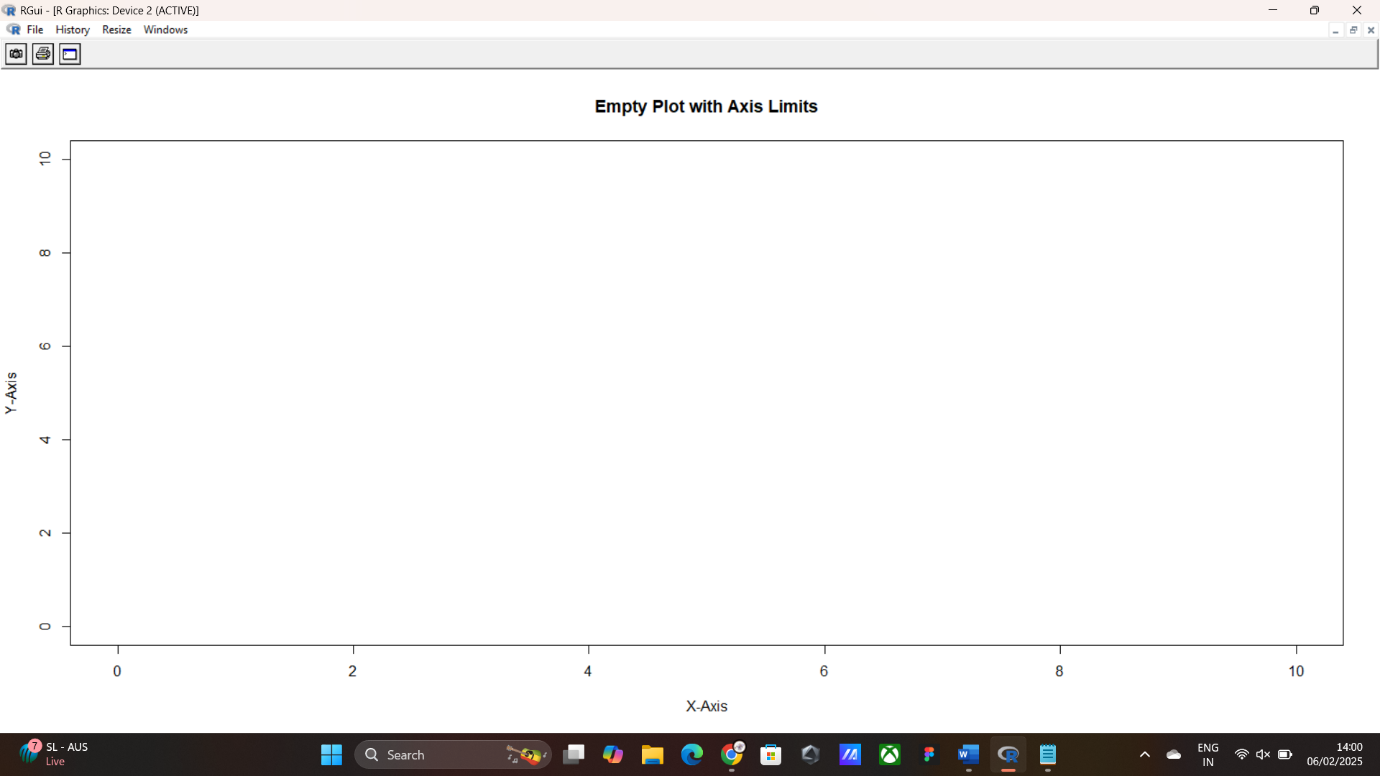 RGui - [R Graphics: Device 2 (ACTIVE)]
File History Resize Windows
Empty Plot with Axis Limits
10
8
6
4
2
0
Y-Axis
0 2 4 6 8 10
X-Axis
7
SL - AUS
Live
Search
ENG
IN
14:00
06/02/2025